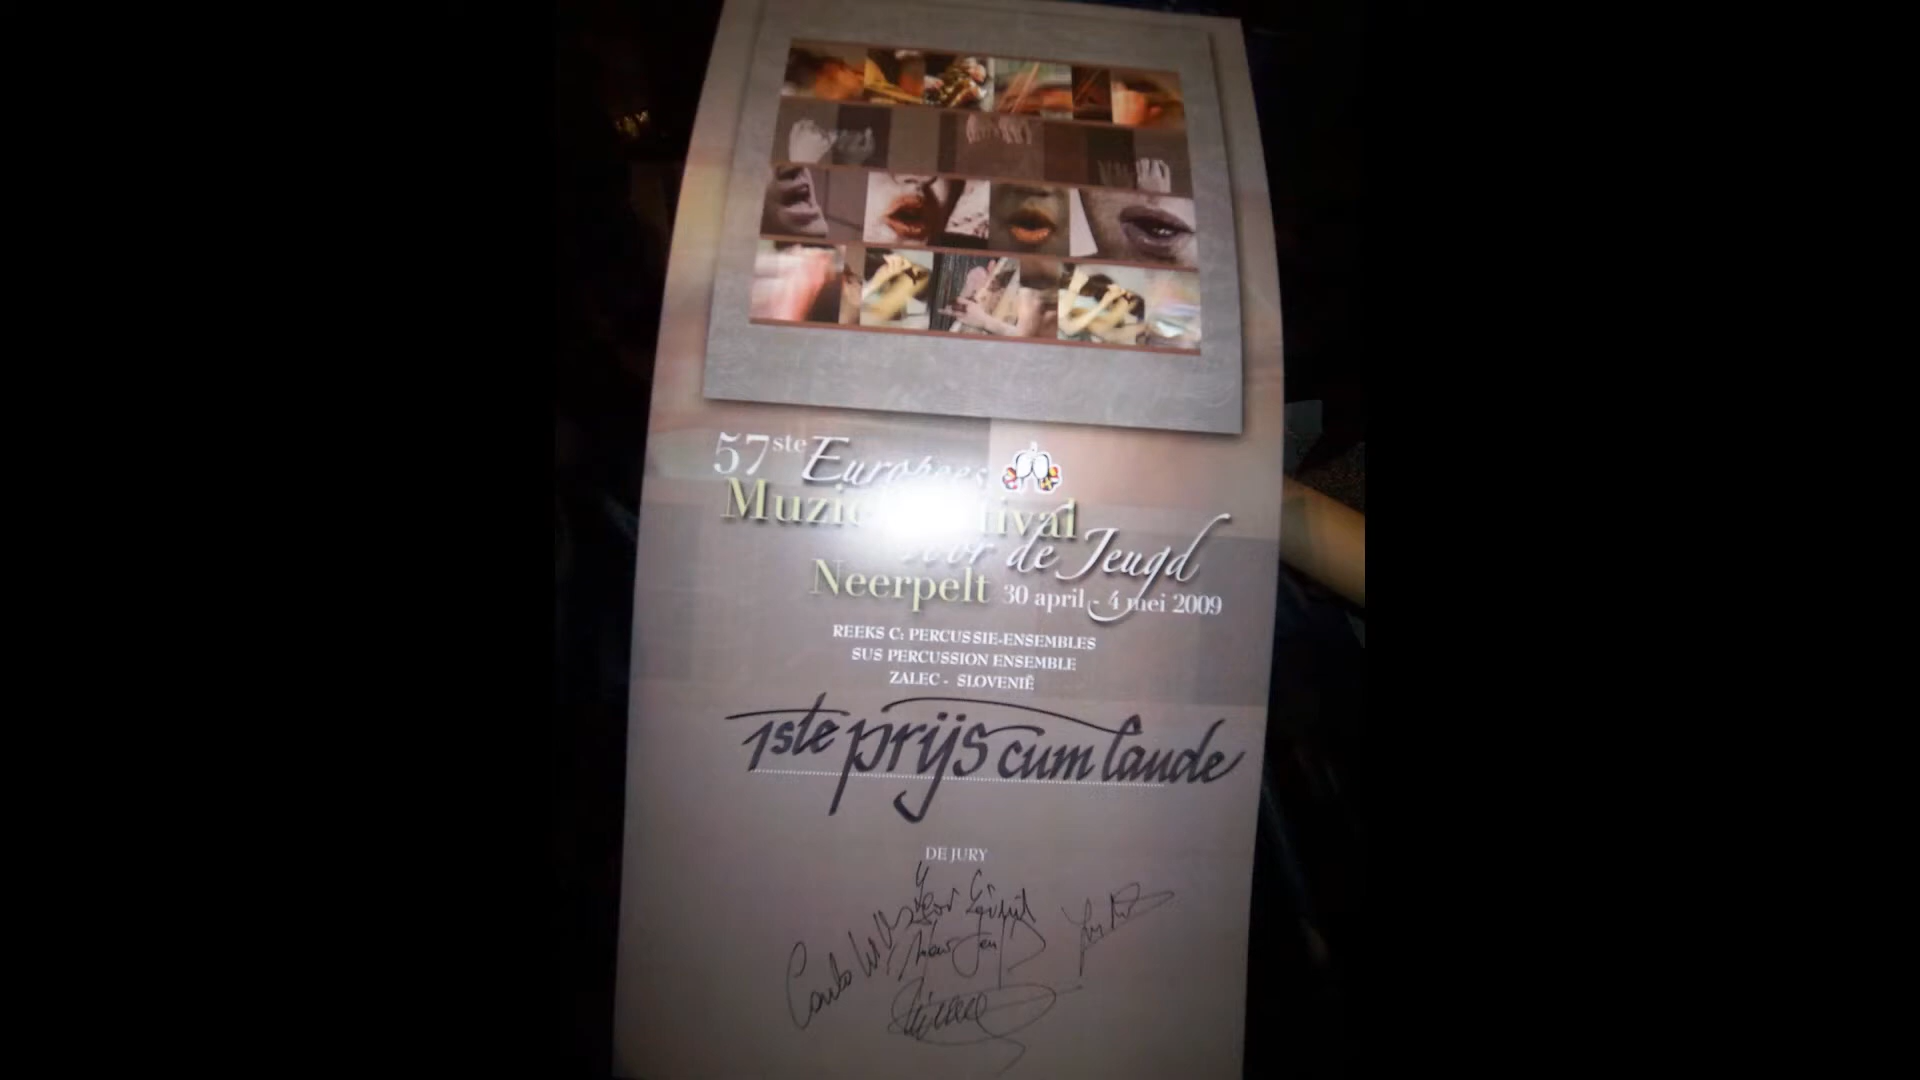 57ste Europees
voor de Jeugd
Neerpelt 30 april - 4 mei 2009
REEKS C: PERCUSSIE-ENSEMBLES
SUS PERCUSSION ENSEMBLE
ZALEC - SLOVENIË
1ste prijs cum laude
DE JURY